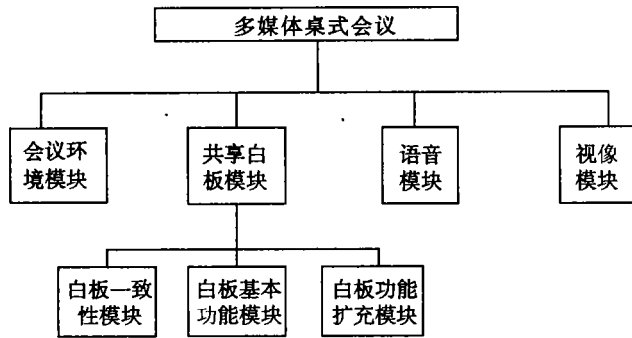 多媒体桌式会议
会议环
境模块
共享白
板模块
语音
模块
视像
模块
白板一致
性模块
白板基本
功能模块
白板功能
扩充模块